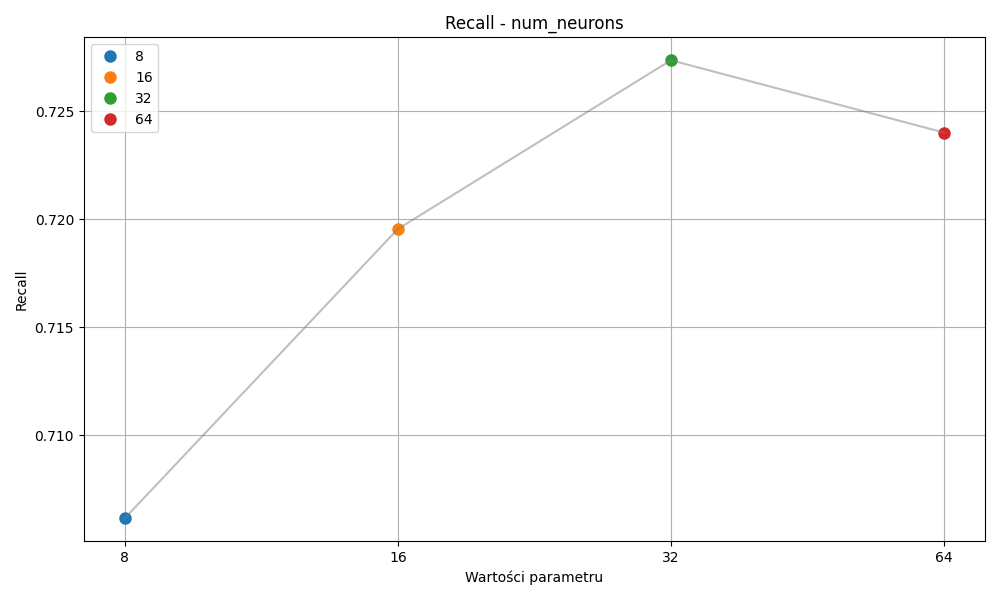 Recall - num_neurons
8
16
32
64
0.725
0.720
0.715
0.710
Recall
8 16 32 64
Wartości parametru